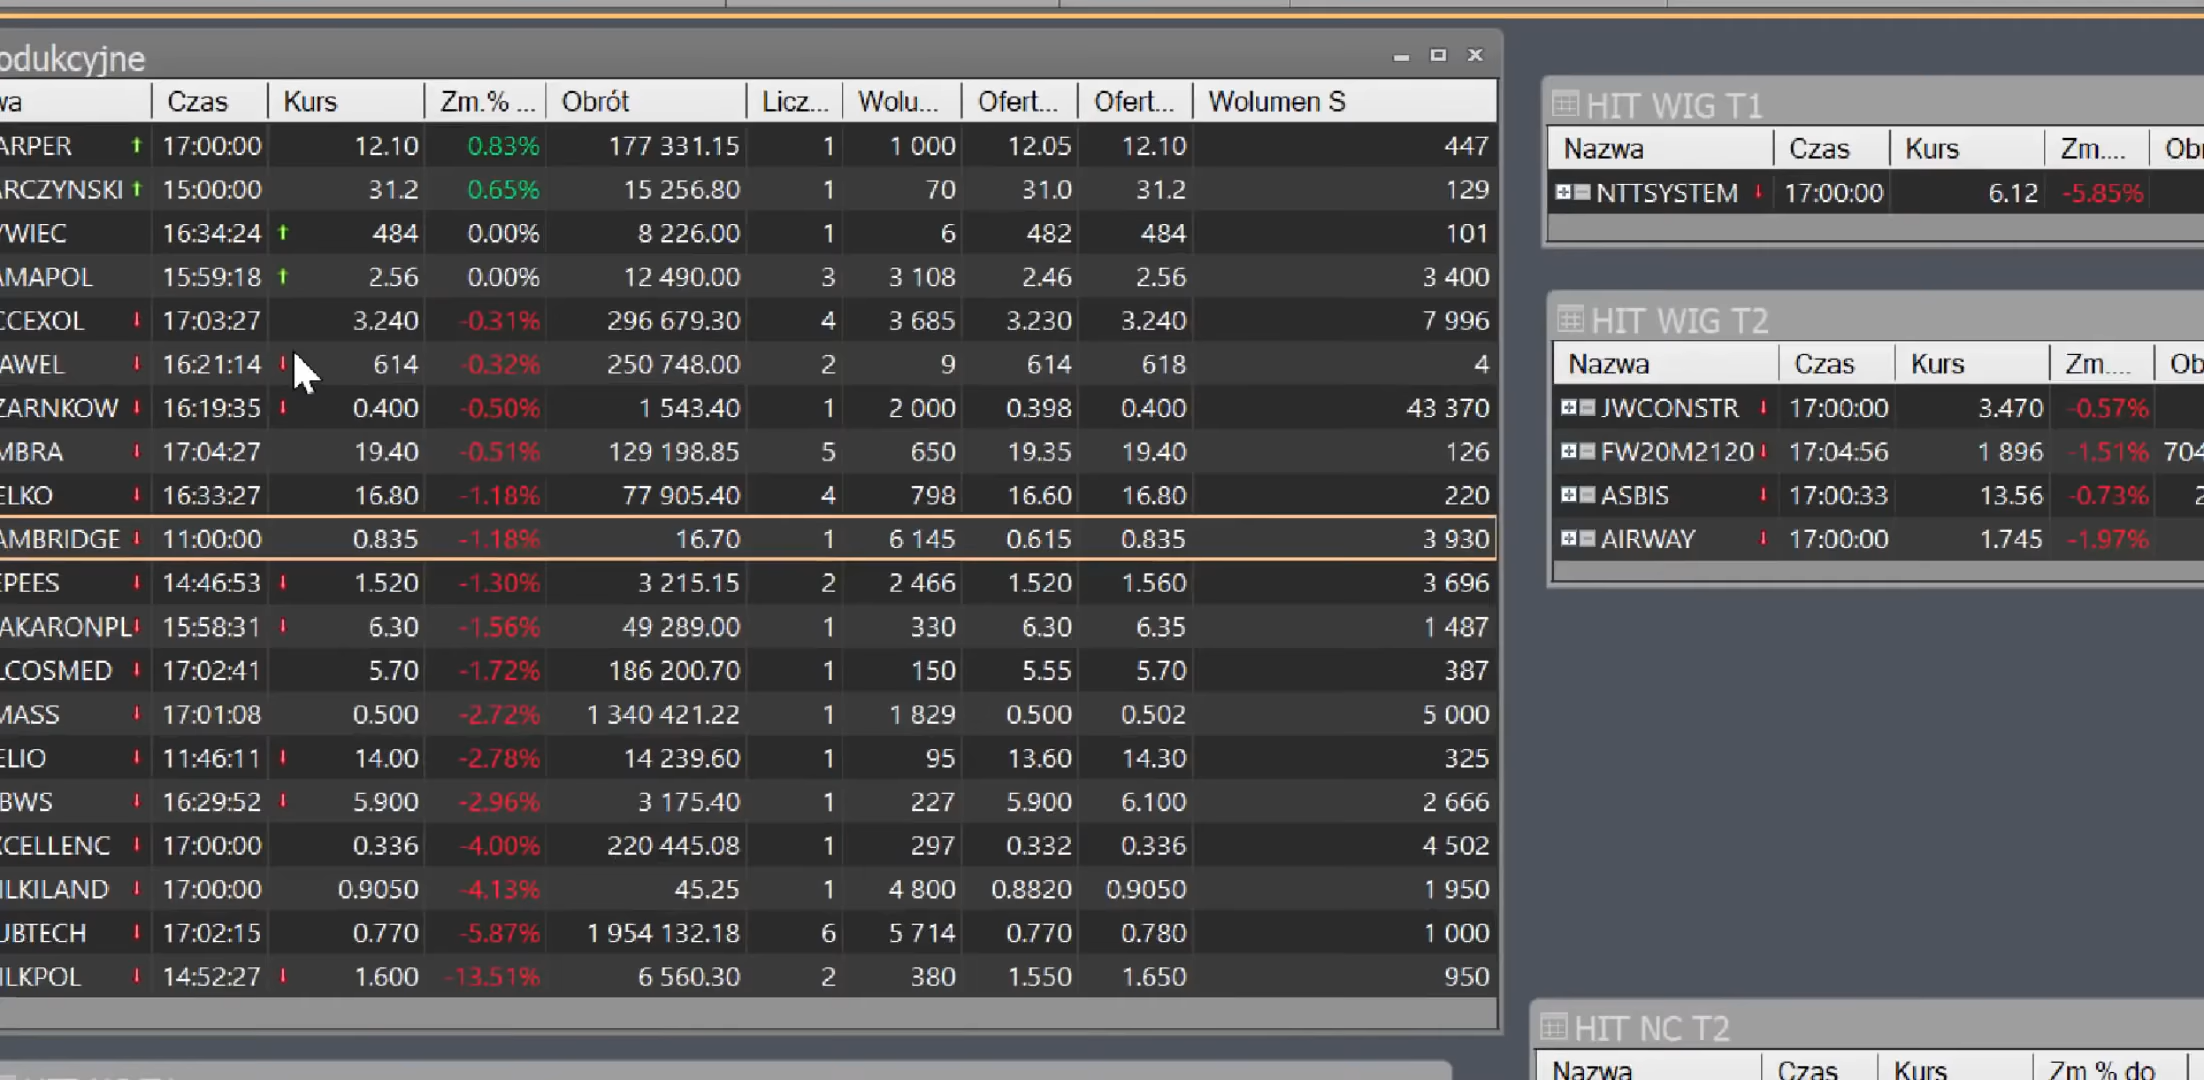 odukcyjne
wa Czas Kurs Zm.% ... Obrót Licz... Wolu... Ofert... Ofert... Wolumen S
ARPER 17:00:00 12.10 0.83% 177 331.15 1 1 000 12.05 12.10 447
ARCZYNSKI 15:00:00 31.2 0.65% 15 256.80 1 70 31.0 31.2 129
YWIEC 16:34:24 484 0.00% 8 226.00 1 6 482 484 101
AMAPOL 15:59:18 2.56 0.00% 12 490.00 3 3 108 2.46 2.56 3 400
CCEXOL 17:03:27 3.240 -0.31% 296 679.30 4 3 685 3.230 3.240 7 996
AWEL 16:21:14 614 -0.32% 250 748.00 2 9 614 618 4
ZARNKOW 16:19:35 0.400 -0.50% 1 543.40 1 2 000 0.398 0.400 43 370
MBRA 17:04:27 19.40 -0.51% 129 198.85 5 650 19.35 19.40 126
ELKO 16:33:27 16.80 -1.18% 77 905.40 4 798 16.60 16.80 220
AMBRIDGE 11:00:00 0.835 -1.18% 16.70 1 6 145 0.615 0.835 3 930
EPEES 14:46:53 1.520 -1.30% 3 215.15 2 2 466 1.520 1.560 3 696
AKARONPL 15:58:31 6.30 -1.56% 49 289.00 1 330 6.30 6.35 1 487
LCOSMED 17:02:41 5.70 -1.72% 186 200.70 1 150 5.55 5.70 387
MASS 17:01:08 0.500 -2.72% 1 340 421.22 1 1 829 0.500 0.502 5 000
ELIO 11:46:11 14.00 -2.78% 14 239.60 1 95 13.60 14.30 325
BWS 16:29:52 5.900 -2.96% 3 175.40 1 227 5.900 6.100 2 666
XCELLENC 17:00:00 0.336 -4.00% 220 445.08 1 297 0.332 0.336 4 502
ILKILAND 17:00:00 0.9050 -4.13% 45.25 1 4 800 0.8820 0.9050 1 950
UBTECH 17:02:15 0.770 -5.87% 1 954 132.18 6 5 714 0.770 0.780 1 000
ILKPOL 14:52:27 1.600 -13.51% 6 560.30 2 380 1.550 1.650 950
HIT WIG T1
Nazwa Czas Kurs Zm.... Obr
NTTSYSTEM 17:00:00 6.12 -5.85%
HIT WIG T2
Nazwa Czas Kurs Zm.... Ob
JWCONSTR 17:00:00 3.470 -0.57%
FW20M2120 17:04:56 1 896 -1.51% 704
ASBIS 17:00:33 13.56 -0.73% 2
AIRWAY 17:00:00 1.745 -1.97%
HIT NC T2
Nazwa Czas Kurs Zm % do